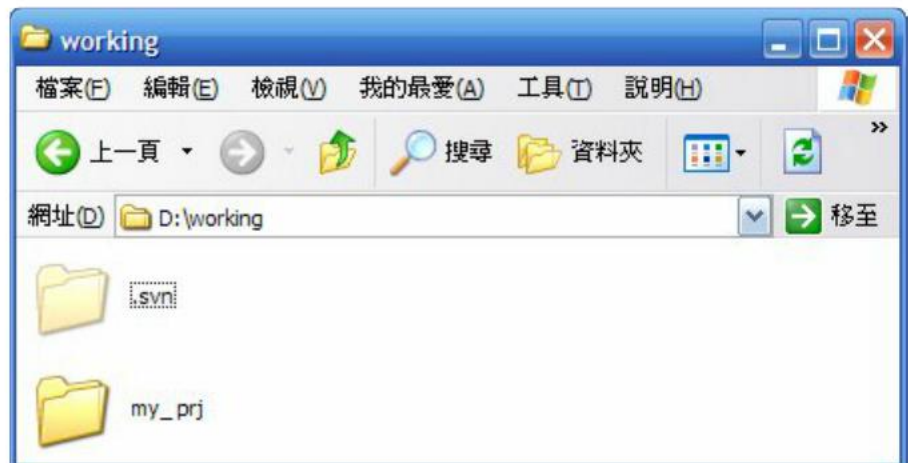 working
檔案(F) 編輯(E) 檢視(V) 我的最愛(A) 工具(T) 說明(H)
上一頁 搜尋 資料夾 »
網址(D) D:\working 移至
.svn
my_prj